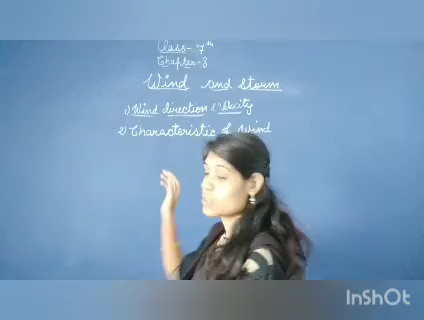 Class- 7th
Chapter-8
Wind and Storm
1) Wind direction & velocity
2) Characteristic of Wind
InShOt